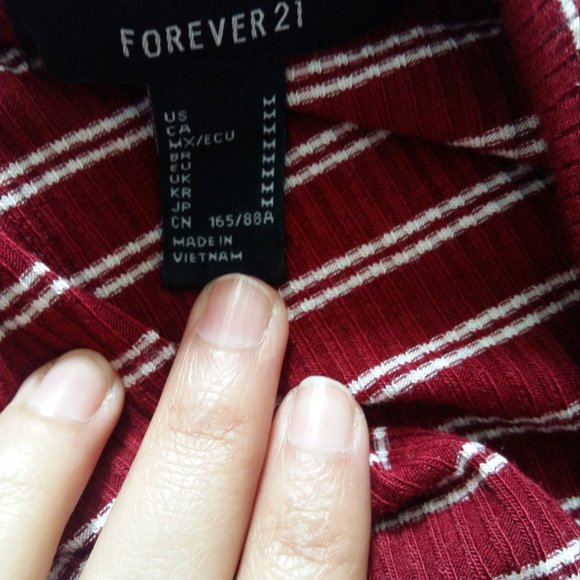 FOREVER 21
US M
CA M
MX/ECU M
BR M
EU M
UK M
KR M
JP M
CN 165/88A
MADE IN
VIETNAM